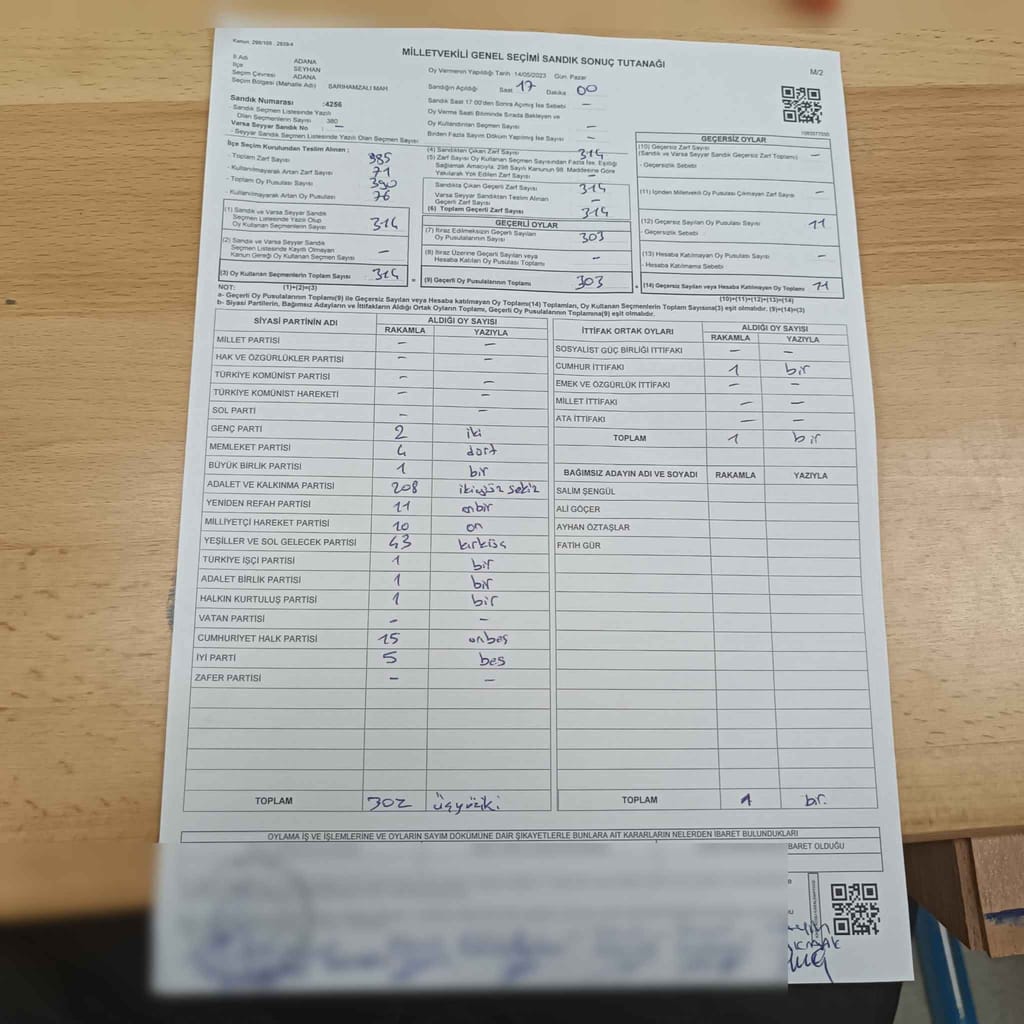 Kanun: 298/105 , 2839/4
MİLLETVEKİLİ GENEL SEÇİMİ SANDIK SONUÇ TUTANAĞI
M/2
İl Adı ADANA
İlçe SEYHAN
Seçim Çevresi ADANA
Seçim Bölgesi (Mahalle Adı) SARIHAMZALI MAH.
Oy Vermenin Yapıldığı Tarih 14/05/2023 Gün Pazar
Sandığın Açıldığı Saat 17 Dakika 00
Sandık Saat 17:00'den Sonra Açılmış İse Sebebi –
Oy Verme Saati Bitiminde Sırada Bekleyen ve
Oy Kullandırılan Seçmen Sayısı –
Birden Fazla Sayım Döküm Yapılmış İse Sayısı –
Sandık Numarası :4256
- Sandık Seçmen Listesinde Yazılı
Olan Seçmenlerin Sayısı 380
Varsa Seyyar Sandık No –
- Seyyar Sandık Seçmen Listesinde Yazılı Olan Seçmen Sayısı
İlçe Seçim Kurulundan Teslim Alınan ;
- Toplam Zarf Sayısı 385
- Kullanılmayarak Artan Zarf Sayısı 71
- Toplam Oy Pusulası Sayısı 390
- Kullanılmayarak Artan Oy Pusulası 76
(1) Sandık ve Varsa Seyyar Sandık
Seçmen Listesinde Yazılı Olup
Oy Kullanan Seçmenlerin Sayısı 314
(2) Sandık ve Varsa Seyyar Sandık
Seçmen Listesinde Kayıtlı Olmayan
Kanun Gereği Oy Kullanan Seçmen Sayısı –
(3) Oy Kullanan Seçmenlerin Toplam Sayısı 314
(4) Sandıktan Çıkan Zarf Sayısı 314
(5) Zarf Sayısı Oy Kullanan Seçmen Sayısından Fazla İse, Eşitliği
Sağlamak Amacıyla, 298 Sayılı Kanunun 98. Maddesine Göre
Yakılarak Yok Edilen Zarf Sayısı –
Sandıkta Çıkan Geçerli Zarf Sayısı 314
Varsa Seyyar Sandıktan Teslim Alınan
Geçerli Zarf Sayısı –
(6) Toplam Geçerli Zarf Sayısı 314
GEÇERLİ OYLAR
(7) İtiraz Edilmeksizin Geçerli Sayılan
Oy Pusulalarının Sayısı 303
(8) İtiraz Üzerine Geçerli Sayılan veya
Hesaba Katılan Oy Pusulası Toplamı –
= (9) Geçerli Oy Pusulalarının Toplamı 303
GEÇERSİZ OYLAR
(10) Geçersiz Zarf Sayısı
(Sandık ve Varsa Seyyar Sandık Geçersiz Zarf Toplamı) –
- Geçersizlik Sebebi
(11) İçinden Milletvekili Oy Pusulası Çıkmayan Zarf Sayısı –
(12) Geçersiz Sayılan Oy Pusulası Sayısı 11
- Geçersizlik Sebebi
(13) Hesaba Katılmayan Oy Pusulası Sayısı –
- Hesaba Katılmama Sebebi
+ (14) Geçersiz Sayılan veya Hesaba Katılmayan Oy Toplamı 11
NOT: (1)+(2)=(3) (10)+(11)+(12)+(13)=(14)
a- Geçerli Oy Pusulalarının Toplamı(9) ile Geçersiz Sayılan veya Hesaba katılmayan Oy Toplamı(14) Toplamları, Oy Kullanan Seçmenlerin Toplam Sayısına(3) eşit olmalıdır. (9)+(14)=(3)
b- Siyasi Partilerin, Bağımsız Adayların ve İttifakların Aldığı Ortak Oyların Toplamı, Geçerli Oy Pusulalarının Toplamına(9) eşit olmalıdır.
SİYASİ PARTİNİN ADI ALDIĞI OY SAYISI
RAKAMLA YAZIYLA
MİLLET PARTİSİ – –
HAK VE ÖZGÜRLÜKLER PARTİSİ – –
TÜRKİYE KOMÜNİST PARTİSİ – –
TÜRKİYE KOMÜNİST HAREKETİ – –
SOL PARTİ – –
GENÇ PARTİ 2 iki
MEMLEKET PARTİSİ 4 dört
BÜYÜK BİRLİK PARTİSİ 1 bir
ADALET VE KALKINMA PARTİSİ 208 ikiyüz sekiz
YENİDEN REFAH PARTİSİ 11 onbir
MİLLİYETÇİ HAREKET PARTİSİ 10 on
YEŞİLLER VE SOL GELECEK PARTİSİ 43 kırküç
TÜRKİYE İŞÇİ PARTİSİ 1 bir
ADALET BİRLİK PARTİSİ 1 bir
HALKIN KURTULUŞ PARTİSİ 1 bir
VATAN PARTİSİ – –
CUMHURİYET HALK PARTİSİ 15 onbeş
İYİ PARTİ 5 beş
ZAFER PARTİSİ – –
TOPLAM 302 üçyüziki
İTTİFAK ORTAK OYLARI ALDIĞI OY SAYISI
RAKAMLA YAZIYLA
SOSYALİST GÜÇ BİRLİĞİ İTTİFAKI – –
CUMHUR İTTİFAKI 1 bir
EMEK VE ÖZGÜRLÜK İTTİFAKI – –
MİLLET İTTİFAKI – –
ATA İTTİFAKI – –
TOPLAM 1 bir
BAĞIMSIZ ADAYIN ADI VE SOYADI RAKAMLA YAZIYLA
SALİM ŞENGÜL
ALİ GÖÇER
AYHAN ÖZTAŞLAR
FATİH GÜR
TOPLAM 1 bir
OYLAMA İŞ VE İŞLEMLERİNE VE OYLARIN SAYIM DÖKÜMÜNE DAİR ŞİKAYETLERLE BUNLARA AİT KARARLARIN NELERDEN İBARET BULUNDUKLARI
İBARET OLDUĞU